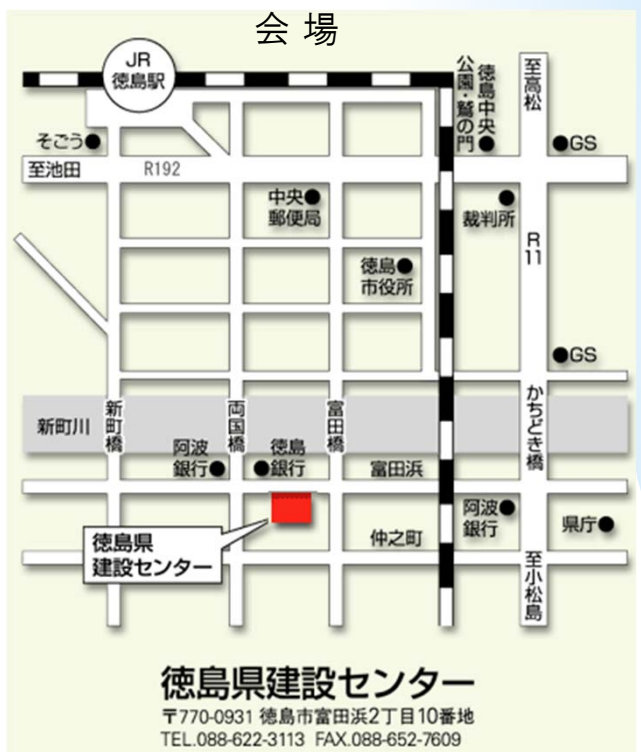 会 場
JR
徳島駅
そごう
至池田
R192
中央
郵便局
徳島
市役所
徳島中央
公園・鷲の門
至高松
GS
裁判所
R11
GS
新町川
新町橋
両国橋
富田橋
かちどき橋
阿波
銀行
徳島
銀行
富田浜
阿波
銀行
県庁
徳島県
建設センター
仲之町
至小松島
徳島県建設センター
〒770-0931 徳島市富田浜2丁目10番地
TEL.088-622-3113 FAX.088-652-7609